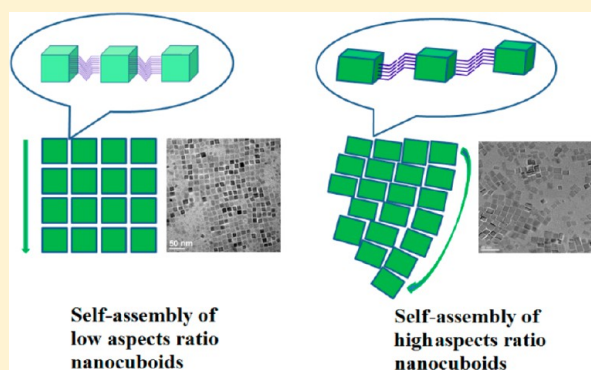 50 nm
Self-assembly of
low aspects ratio
nanocuboids
Self-assembly of
highaspects ratio
nanocuboids